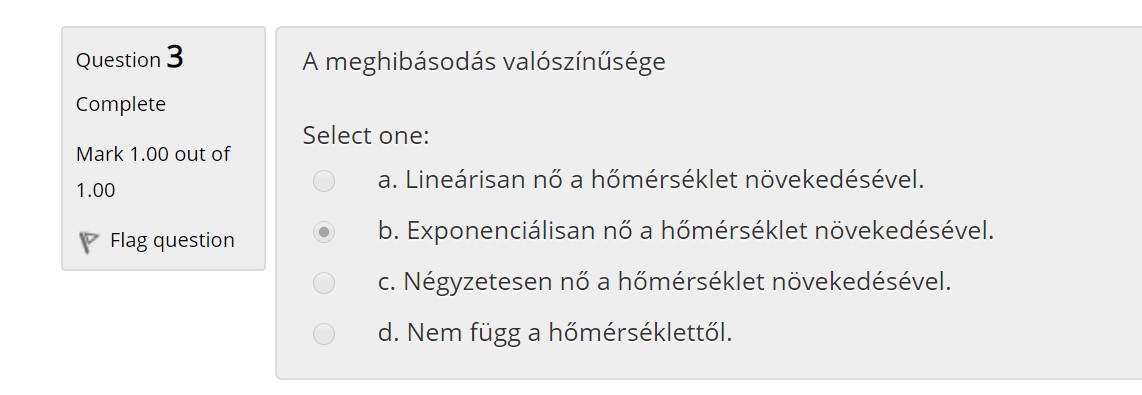 Question 3
Complete
Mark 1.00 out of
1.00
Flag question
A meghibásodás valószínűsége
Select one:
a. Lineárisan nő a hőmérséklet növekedésével.
b. Exponenciálisan nő a hőmérséklet növekedésével.
c. Négyzetesen nő a hőmérséklet növekedésével.
d. Nem függ a hőmérséklettől.